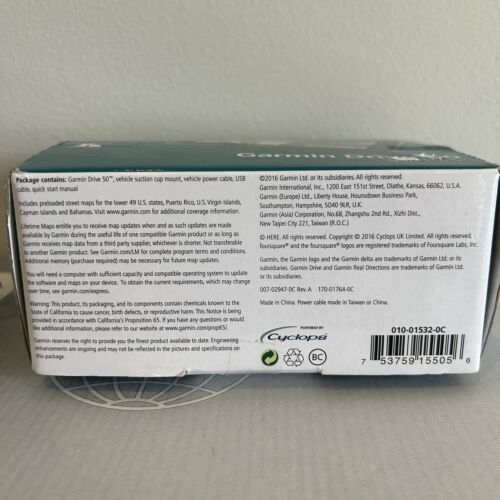 Garmin Drive 50
Package contains: Garmin Drive 50™, vehicle suction cup mount, vehicle power cable, USB
cable, quick start manual
Includes preloaded street maps for the lower 49 U.S. states, Puerto Rico, U.S. Virgin Islands,
Cayman Islands and Bahamas. Visit www.garmin.com for additional coverage information.
Lifetime Maps entitle you to receive map updates when and as such updates are made
available by Garmin during the useful life of one compatible Garmin product or as long as
Garmin receives map data from a third party supplier, whichever is shorter. Not transferable
to another Garmin product. See Garmin.com/LM for complete program terms and conditions.
Additional memory (purchase required) may be necessary for future map updates.
You will need a computer with sufficient capacity and compatible operating system to update
the software and maps on your device. To obtain the current requirements, which may change
over time, see garmin.com/express.
Warning: This product, its packaging, and its components contain chemicals known to the
State of California to cause cancer, birth defects, or reproductive harm. This Notice is being
provided in accordance with California's Proposition 65. If you have any questions or would
like additional information, please refer to our website at www.garmin.com/prop65/.
Garmin reserves the right to provide you the finest product available to date. Engineering
enhancements are ongoing and may not be reflected in the pictures and specifications on
this package.
©2016 Garmin Ltd. or its subsidiaries. All rights reserved.
Garmin International, Inc., 1200 East 151st Street, Olathe, Kansas, 66062, U.S.A.
Garmin (Europe) Ltd., Liberty House, Hounsdown Business Park,
Southampton, Hampshire, SO40 9LR, U.K.
Garmin (Asia) Corporation, No.68, Zhangshu 2nd Rd., Xizhi Dist.,
New Taipei City 221, Taiwan (R.O.C.)
© HERE. All rights reserved. Copyright © 2016 Cyclops UK Limited. All rights reserved.
foursquare® and the foursquare® logos are registered trademarks of Foursquare Labs, Inc.
Garmin, the Garmin logo and the Garmin delta are trademarks of Garmin Ltd. or its
subsidiaries. Garmin Drive and Garmin Real Directions are trademarks of Garmin Ltd.
or its subsidiaries.
007-02947-0C Rev. A 170-01764-0C
Made in China. Power cable made in Taiwan or China.
POWERED BY
Cyclops
BC
010-01532-0C
7 53759 15505 6